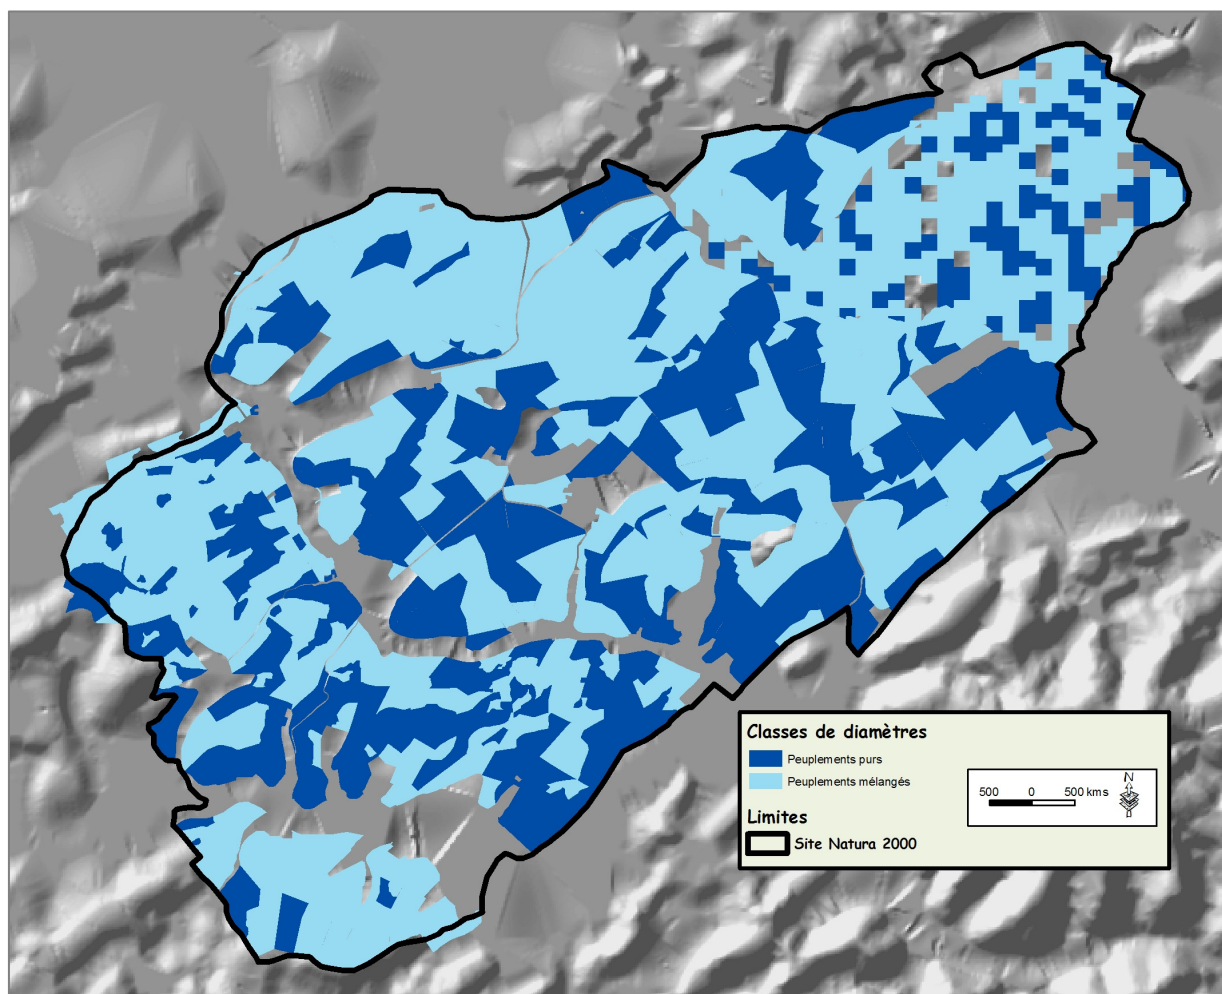 Classes de diamètres
Peuplements purs
Peuplements mélangés
Limites
Site Natura 2000
500 0 500 kms
N